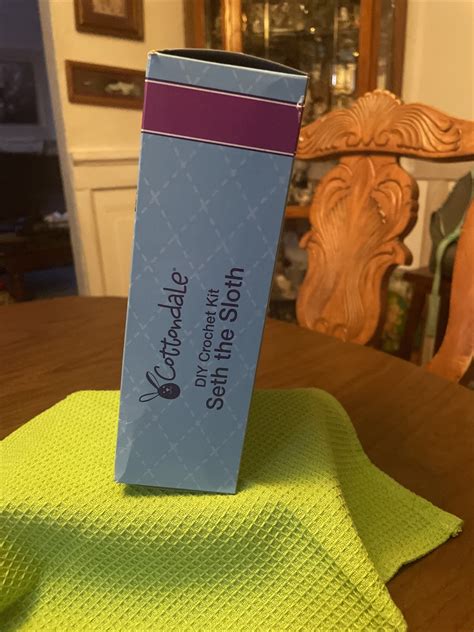 Cottondale
DIY Crochet Kit
Seth the Sloth